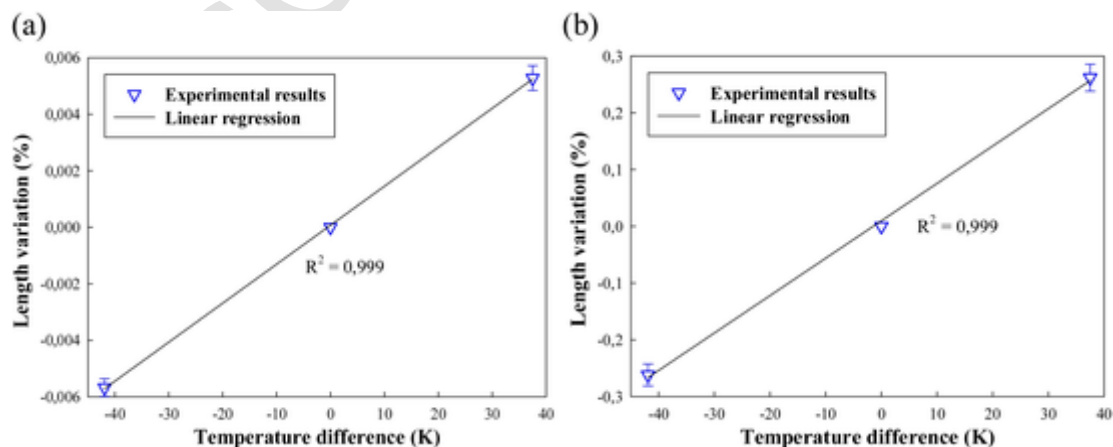 (a)
0,006
0,004
0,002
0,000
-0,002
-0,004
-0,006
Length variation (%)
Experimental results
Linear regression
R² = 0,999
-40 -30 -20 -10 0 10 20 30 40
Temperature difference (K)
(b)
0,3
0,2
0,1
0,0
-0,1
-0,2
-0,3
Length variation (%)
Experimental results
Linear regression
R² = 0,999
-40 -30 -20 -10 0 10 20 30 40
Temperature difference (K)